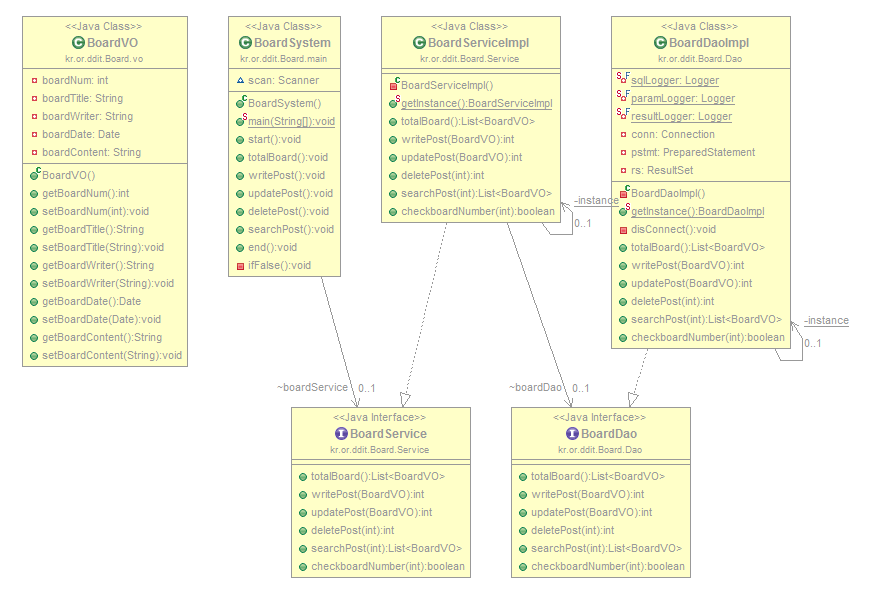 <<Java Class>>
BoardVO
kr.or.ddit.Board.vo
boardNum: int
boardTitle: String
boardWriter: String
boardDate: Date
boardContent: String
BoardVO()
getBoardNum():int
setBoardNum(int):void
getBoardTitle():String
setBoardTitle(String):void
getBoardWriter():String
setBoardWriter(String):void
getBoardDate():Date
setBoardDate(Date):void
getBoardContent():String
setBoardContent(String):void
<<Java Class>>
BoardSystem
kr.or.ddit.Board.main
scan: Scanner
BoardSystem()
main(String[]):void
start():void
totalBoard():void
writePost():void
updatePost():void
deletePost():void
searchPost():void
end():void
ifFalse():void
<<Java Class>>
BoardServiceImpl
kr.or.ddit.Board.Service
BoardServiceImpl()
getInstance():BoardServiceImpl
totalBoard():List<BoardVO>
writePost(BoardVO):int
updatePost(BoardVO):int
deletePost(int):int
searchPost(int):List<BoardVO>
checkboardNumber(int):boolean
-instance
0..1
<<Java Class>>
BoardDaoImpl
kr.or.ddit.Board.Dao
sqlLogger: Logger
paramLogger: Logger
resultLogger: Logger
conn: Connection
pstmt: PreparedStatement
rs: ResultSet
BoardDaoImpl()
getInstance():BoardDaoImpl
disConnect():void
totalBoard():List<BoardVO>
writePost(BoardVO):int
updatePost(BoardVO):int
deletePost(int):int
searchPost(int):List<BoardVO>
checkboardNumber(int):boolean
-instance
0..1
~boardService 0..1
~boardDao 0..1
<<Java Interface>>
BoardService
kr.or.ddit.Board.Service
totalBoard():List<BoardVO>
writePost(BoardVO):int
updatePost(BoardVO):int
deletePost(int):int
searchPost(int):List<BoardVO>
checkboardNumber(int):boolean
<<Java Interface>>
BoardDao
kr.or.ddit.Board.Dao
totalBoard():List<BoardVO>
writePost(BoardVO):int
updatePost(BoardVO):int
deletePost(int):int
searchPost(int):List<BoardVO>
checkboardNumber(int):boolean